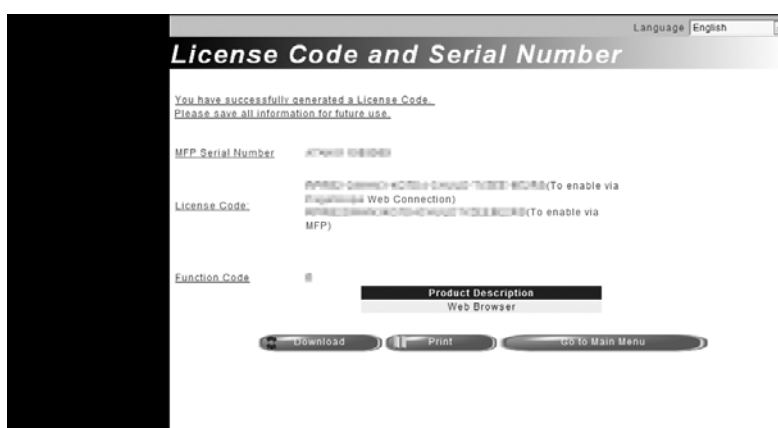 Language English
License Code and Serial Number
You have successfully generated a License Code.
Please save all information for future use.
MFP Serial Number
(To enable via
License Code: Web Connection)
(To enable via
MFP)
Function Code
Product Description
Web Browser
Download Print Go to Main Menu